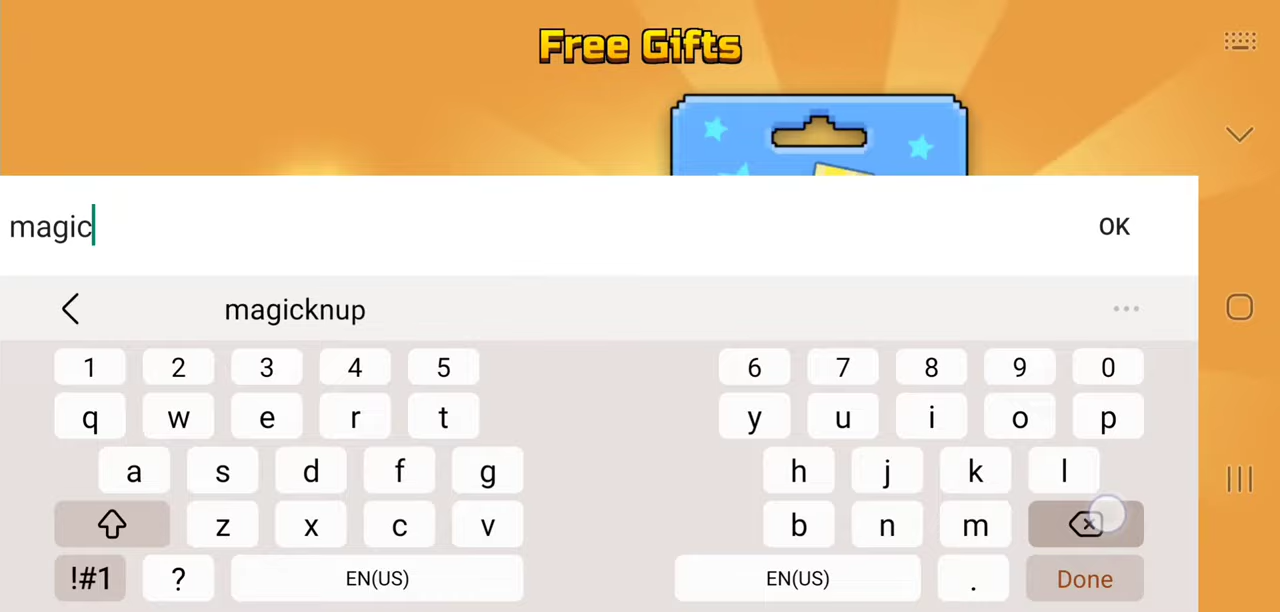 Free Gifts
magic
OK
magicknup
1 2 3 4 5 6 7 8 9 0
q w e r t y u i o p
a s d f g h j k l
z x c v b n m
!#1 ? EN(US) EN(US) . Done